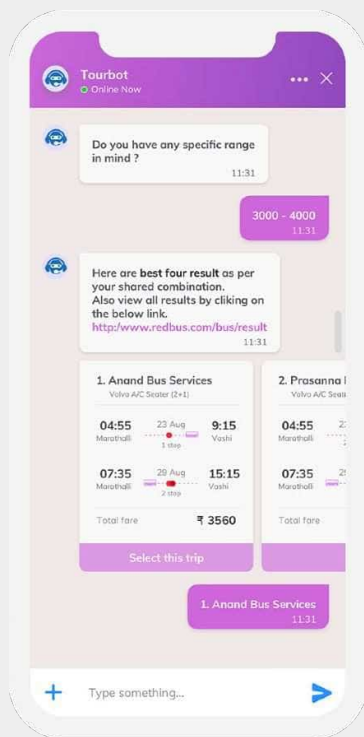 Tourbot
Online Now
Do you have any specific range
in mind ?
11:31
3000 - 4000
11:31
Here are best four result as per
your shared combination.
Also view all results by cliking on
the below link.
http:/www.redbus.com/bus/result
11:31
1. Anand Bus Services
Volvo A/C Seater (2+1)
04:55 23 Aug 9:15
Marathalli Vashi
1 stop
07:35 29 Aug 15:15
Marathalli Vashi
2 stop
Total fare ₹ 3560
Select this trip
2. Prasanna
Volvo A/C
04:55
Marathalli
07:35
Marathalli
Total fare
1. Anand Bus Services
11:31
Type something...